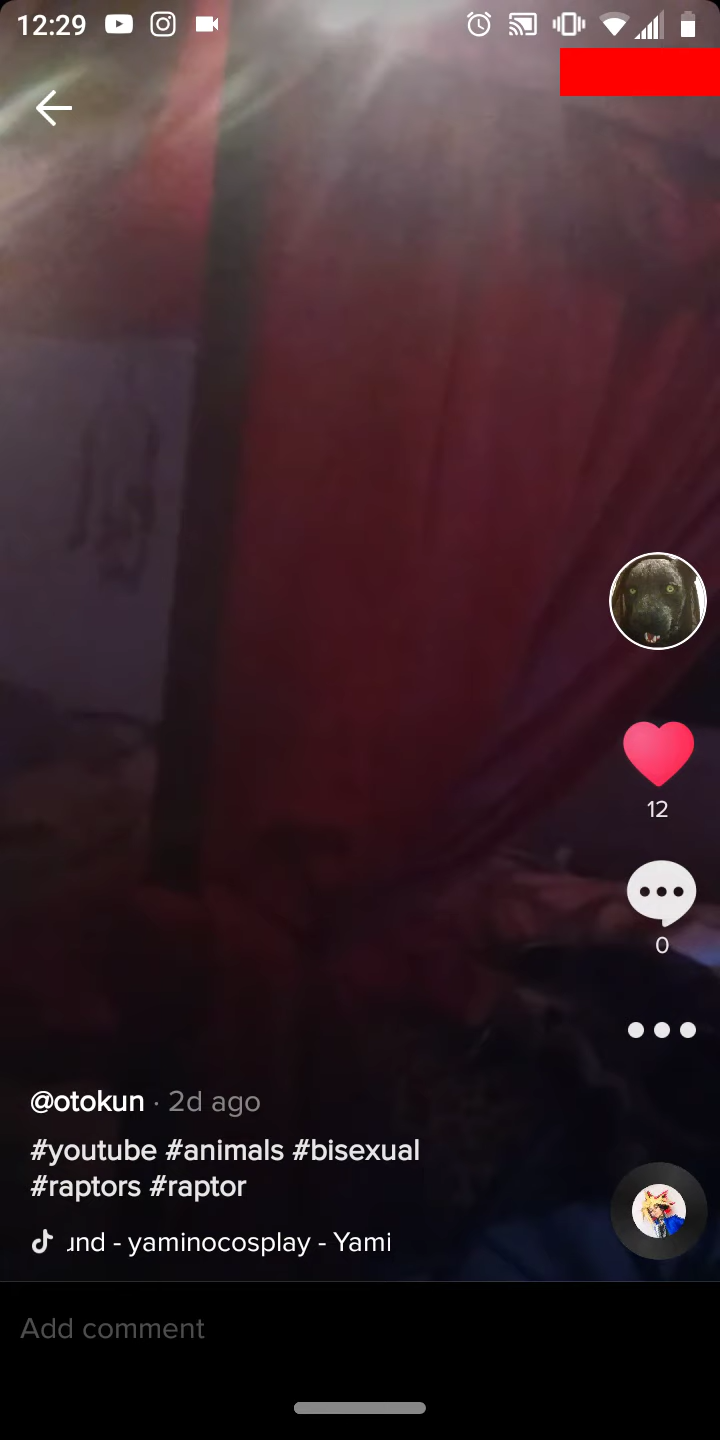 12:29
12
0
@otokun · 2d ago
#youtube #animals #bisexual
#raptors #raptor
und - yaminocosplay - Yami
Add comment